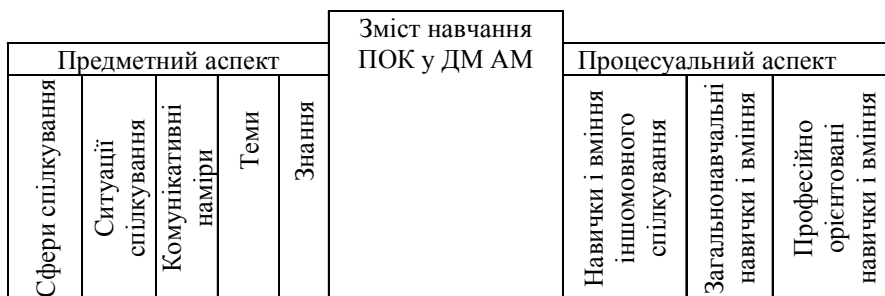 Зміст навчання
ПОК у ДМ АМ
Предметний аспект
Процесуальний аспект
Сфери спілкування
Ситуації
спілкування
Комунікативні
наміри
Теми
Знання
Навички і вміння
іншомовного
спілкування
Загальнонавчальні
навички і вміння
Професійно
орієнтовані
навички і вміння